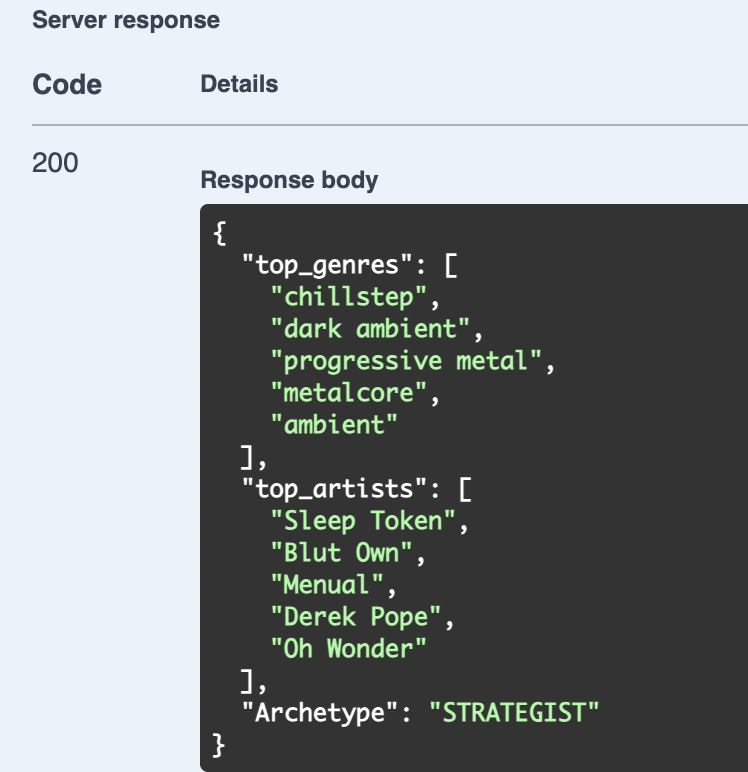 Server response
Code Details
200
Response body
{
"top_genres": [
"chillstep",
"dark ambient",
"progressive metal",
"metalcore",
"ambient"
],
"top_artists": [
"Sleep Token",
"Blut Own",
"Menual",
"Derek Pope",
"Oh Wonder"
],
"Archetype": "STRATEGIST"
}